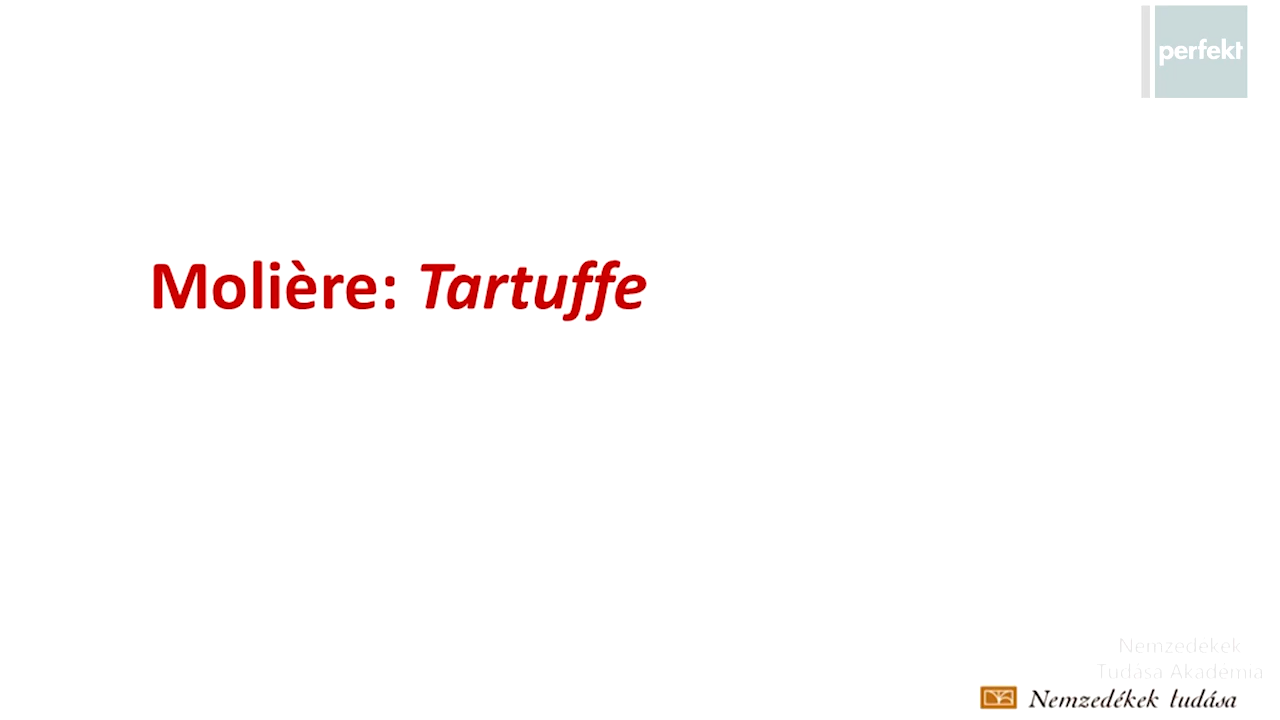 perfekt
Molière: Tartuffe
Nemzedékek
Tudása Akadémia
Nemzedékek tudása